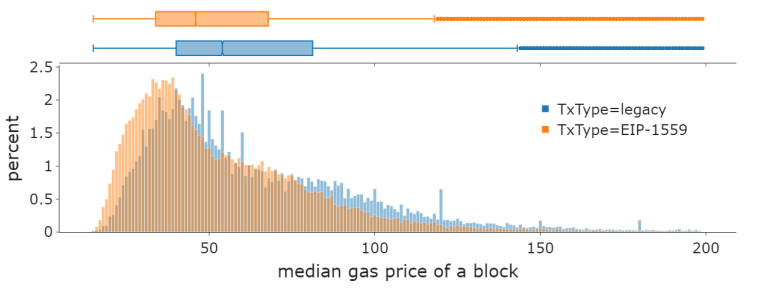 2.5
2
1.5
1
0.5
0
percent
TxType=legacy
TxType=EIP-1559
50
100
150
200
median gas price of a block